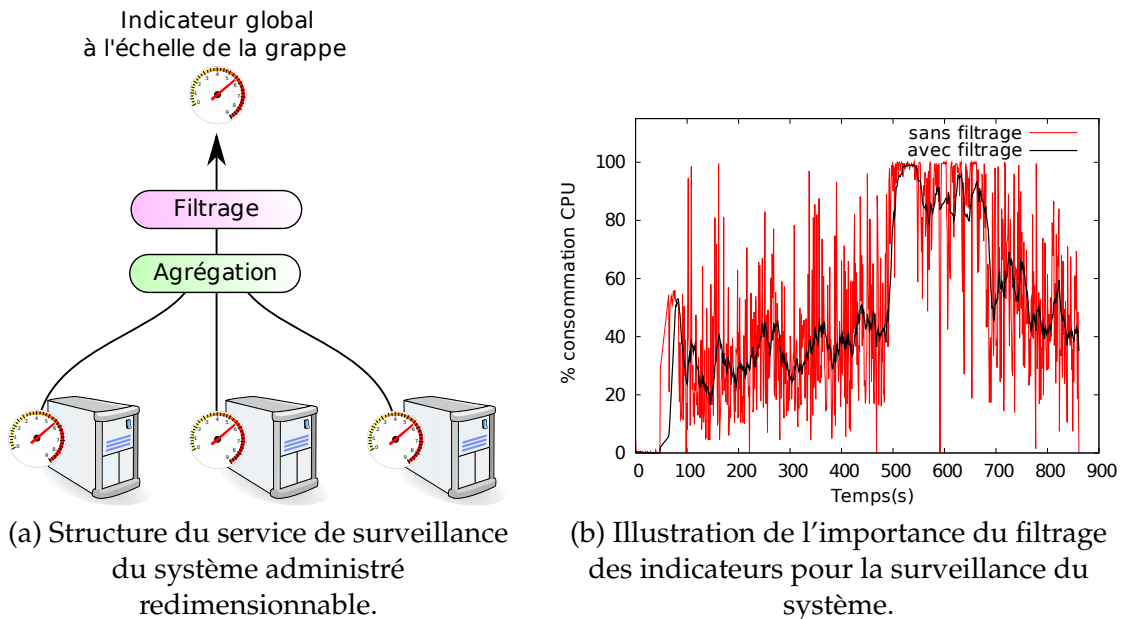 Indicateur global
à l'échelle de la grappe
Filtrage
Agrégation
(a) Structure du service de surveillance
du système administré
redimensionnable.
sans filtrage
avec filtrage
% consommation CPU
100
80
60
40
20
0
0 100 200 300 400 500 600 700 800 900
Temps(s)
(b) Illustration de l'importance du filtrage
des indicateurs pour la surveillance du
système.